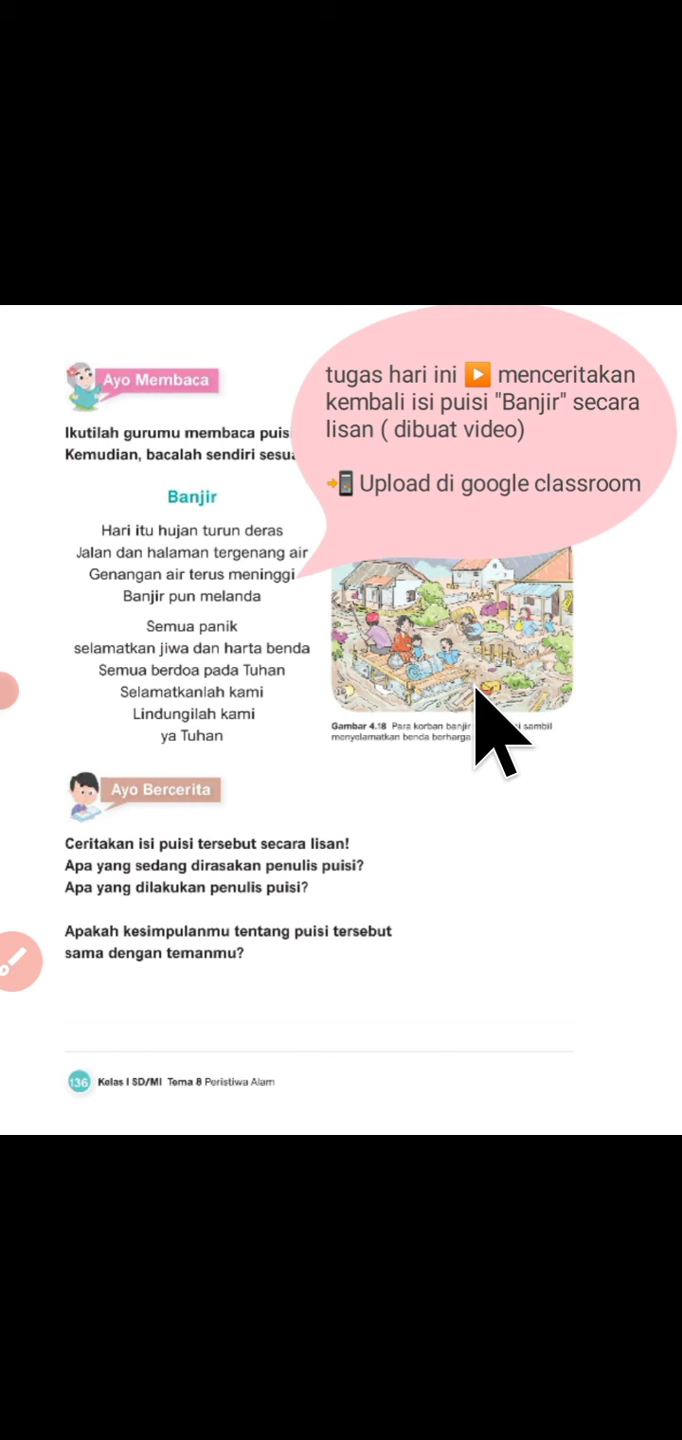 Ayo Membaca
Ikutilah gurumu membaca puis
Kemudian, bacalah sendiri
tugas hari ini ▶️ menceritakan
kembali isi puisi "Banjir" secara
lisan ( dibuat video)
📲 Upload di google classroom
Banjir
Hari itu hujan turun deras
Jalan dan halaman tergenang air
Genangan air terus meninggi
Banjir pun melanda
Semua panik
selamatkan jiwa dan harta benda
Semua berdoa pada Tuhan
Selamatkanlah kami
Lindungilah kami
ya Tuhan
Gambar 4.18 Para korban banjir sambil
menyelamatkan benda berharga
Ayo Bercerita
Ceritakan isi puisi tersebut secara lisan!
Apa yang sedang dirasakan penulis puisi?
Apa yang dilakukan penulis puisi?
Apakah kesimpulanmu tentang puisi tersebut
sama dengan temanmu?
136 Kelas I SD/MI Tema 8 Peristiwa Alam